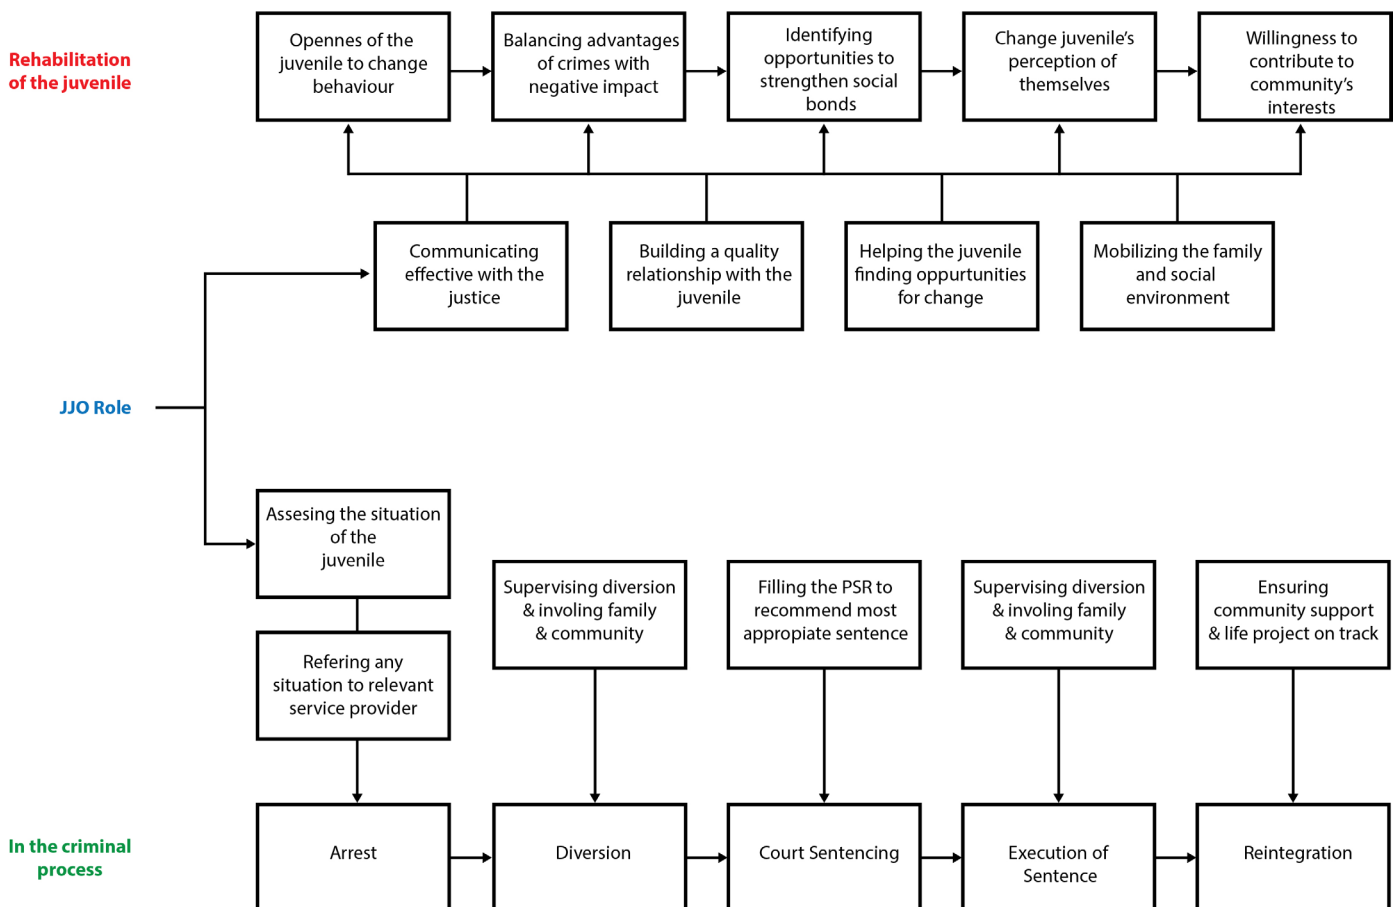 Rehabilitation
of the juvenile
Opennes of the
juvenile to change
behaviour
Balancing advantages
of crimes with
negative impact
Identifying
opportunities to
strengthen social
bonds
Change juvenile's
perception of
themselves
Willingness to
contribute to
community's
interests
Communicating
effective with the
justice
Building a quality
relationship with the
juvenile
Helping the juvenile
finding oppurtunities
for change
Mobilizing the family
and social
environment
JJO Role
Assesing the situation
of the
juvenile
Refering any
situation to relevant
service provider
Supervising diversion
& involing family
& community
Filling the PSR to
recommend most
appropiate sentence
Supervising diversion
& involing family
& community
Ensuring
community support
& life project on track
In the criminal
process
Arrest
Diversion
Court Sentencing
Execution of
Sentence
Reintegration